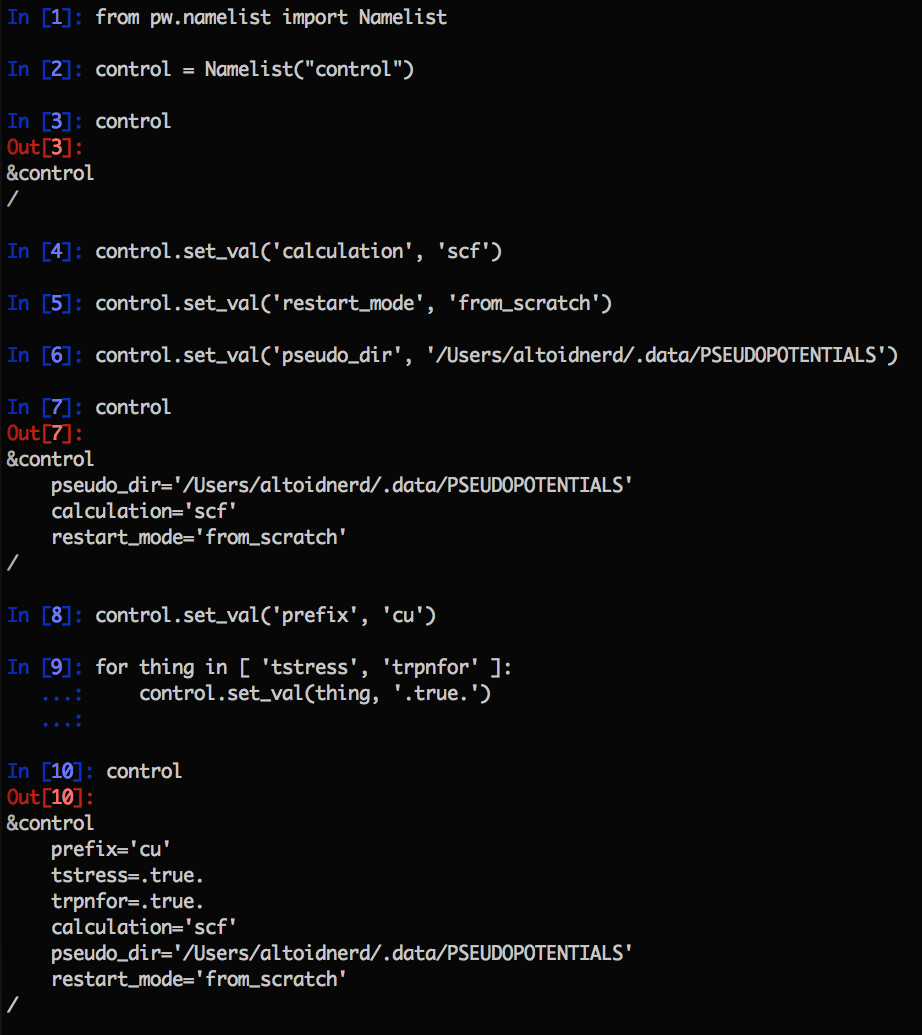 In [1]: from pw.namelist import Namelist
In [2]: control = Namelist("control")
In [3]: control
Out[3]:
&control
/
In [4]: control.set_val('calculation', 'scf')
In [5]: control.set_val('restart_mode', 'from_scratch')
In [6]: control.set_val('pseudo_dir', '/Users/altoidnerd/.data/PSEUDOPOTENTIALS')
In [7]: control
Out[7]:
&control
    pseudo_dir='/Users/altoidnerd/.data/PSEUDOPOTENTIALS'
    calculation='scf'
    restart_mode='from_scratch'
/
In [8]: control.set_val('prefix', 'cu')
In [9]: for thing in [ 'tstress', 'trpnfor' ]:
   ...:     control.set_val(thing, '.true.')
   ...:
In [10]: control
Out[10]:
&control
    prefix='cu'
    tstress=.true.
    trpnfor=.true.
    calculation='scf'
    pseudo_dir='/Users/altoidnerd/.data/PSEUDOPOTENTIALS'
    restart_mode='from_scratch'
/